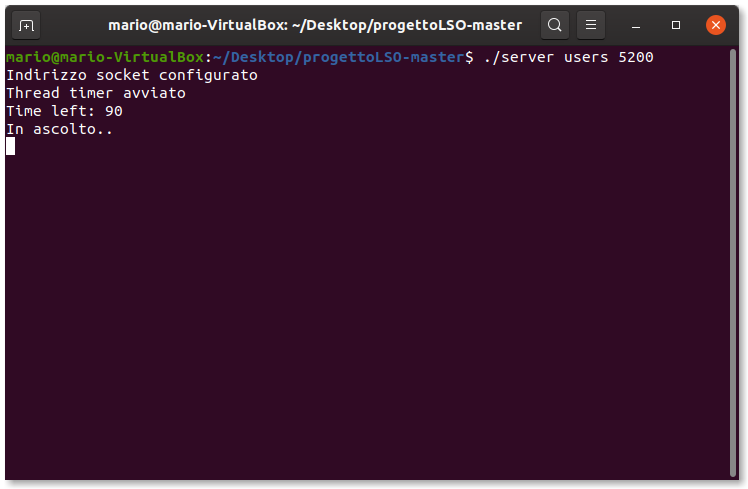 mario@mario-VirtualBox: ~/Desktop/progettoLSO-master
mario@mario-VirtualBox:~/Desktop/progettoLSO-master$ ./server users 5200
Indirizzo socket configurato
Thread timer avviato
Time left: 90
In ascolto..